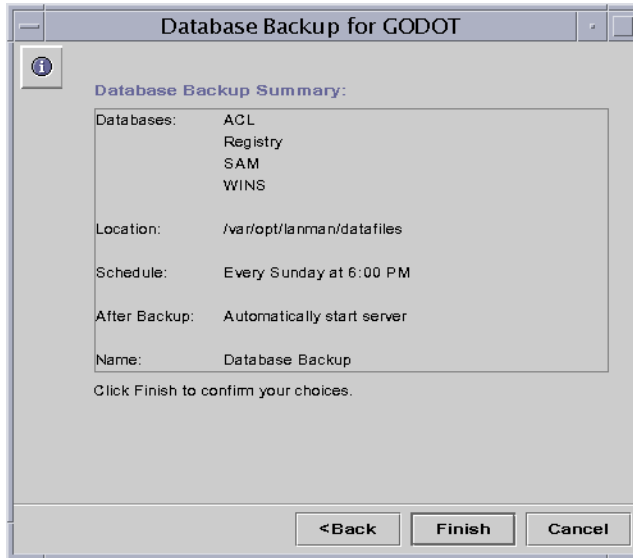 Database Backup for GODOT
Database Backup Summary:
Databases: ACL
Registry
SAM
WINS
Location: /var/opt/lanman/datafiles
Schedule: Every Sunday at 6:00 PM
After Backup: Automatically start server
Name: Database Backup
Click Finish to confirm your choices.
<Back Finish Cancel